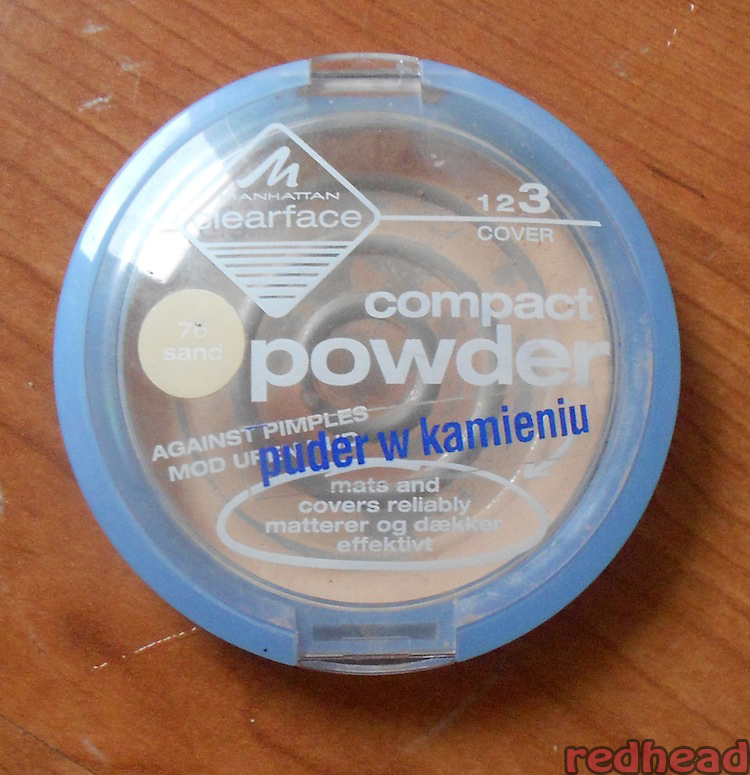 MANHATTAN
clearface
123
COVER
compact
powder
sand
AGAINST PIMPLES
MOD
puder w kamieniu
mats and
covers reliably
matterer og dækker
effektivt
redhead